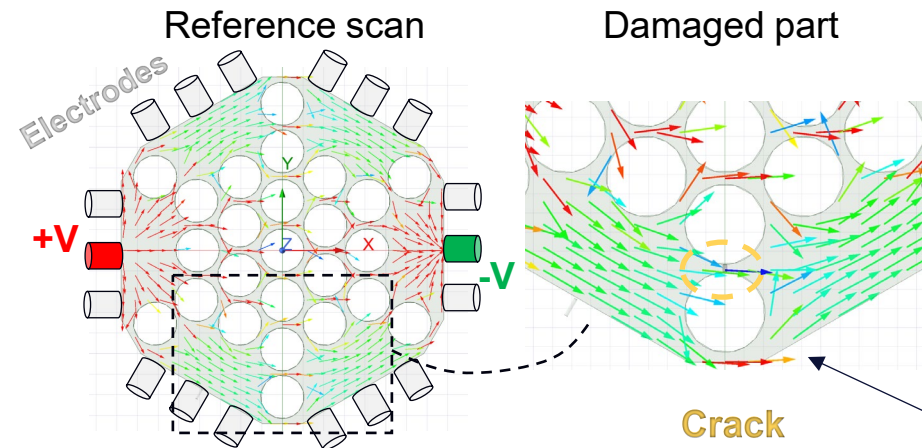 Reference scan
Damaged part
Electrodes
Y
+V
Z
X
-V
Crack